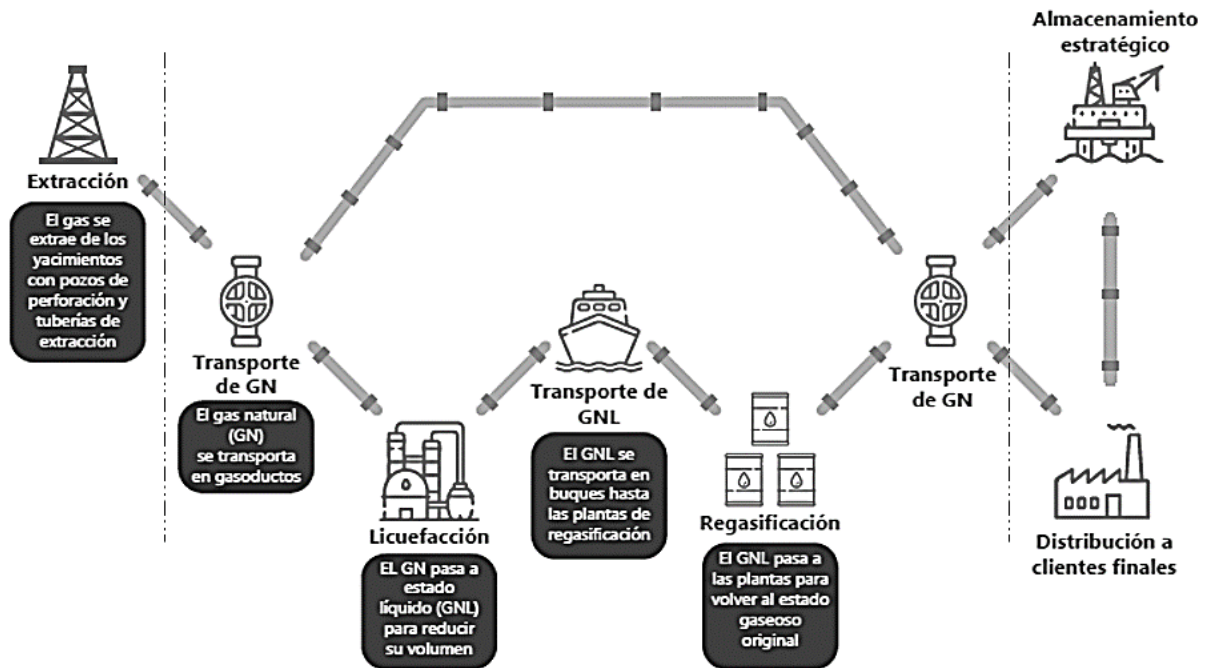 Almacenamiento
estratégico
Extracción
El gas se
extrae de los
yacimientos
con pozos de
perforación y
tuberías de
extracción
Transporte
de GN
El gas natural
(GN)
se transporta
en gasoductos
Licuefacción
EL GN pasa a
estado
líquido (GNL)
para reducir
su volumen
Transporte de
GNL
El GNL se
transporta en
buques hasta
las plantas de
regasificación
Regasificación
El GNL pasa a
las plantas para
volver al estado
gaseoso
original
Transporte
de GN
Distribución a
clientes finales